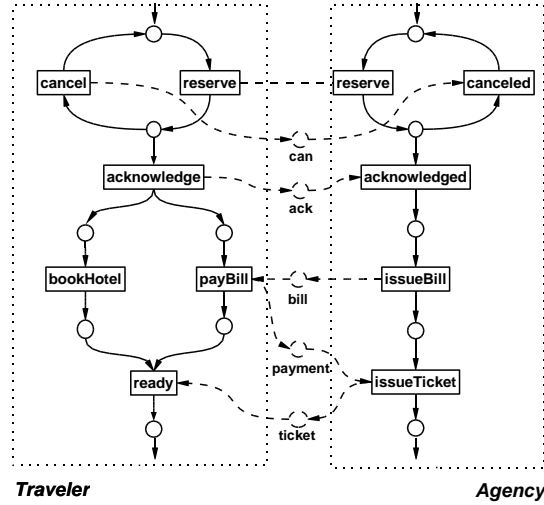 cancel reserve reserve canceled
can
acknowledge acknowledged
ack
bookHotel payBill issueBill
bill
payment
ready issueTicket
ticket
Traveler Agency